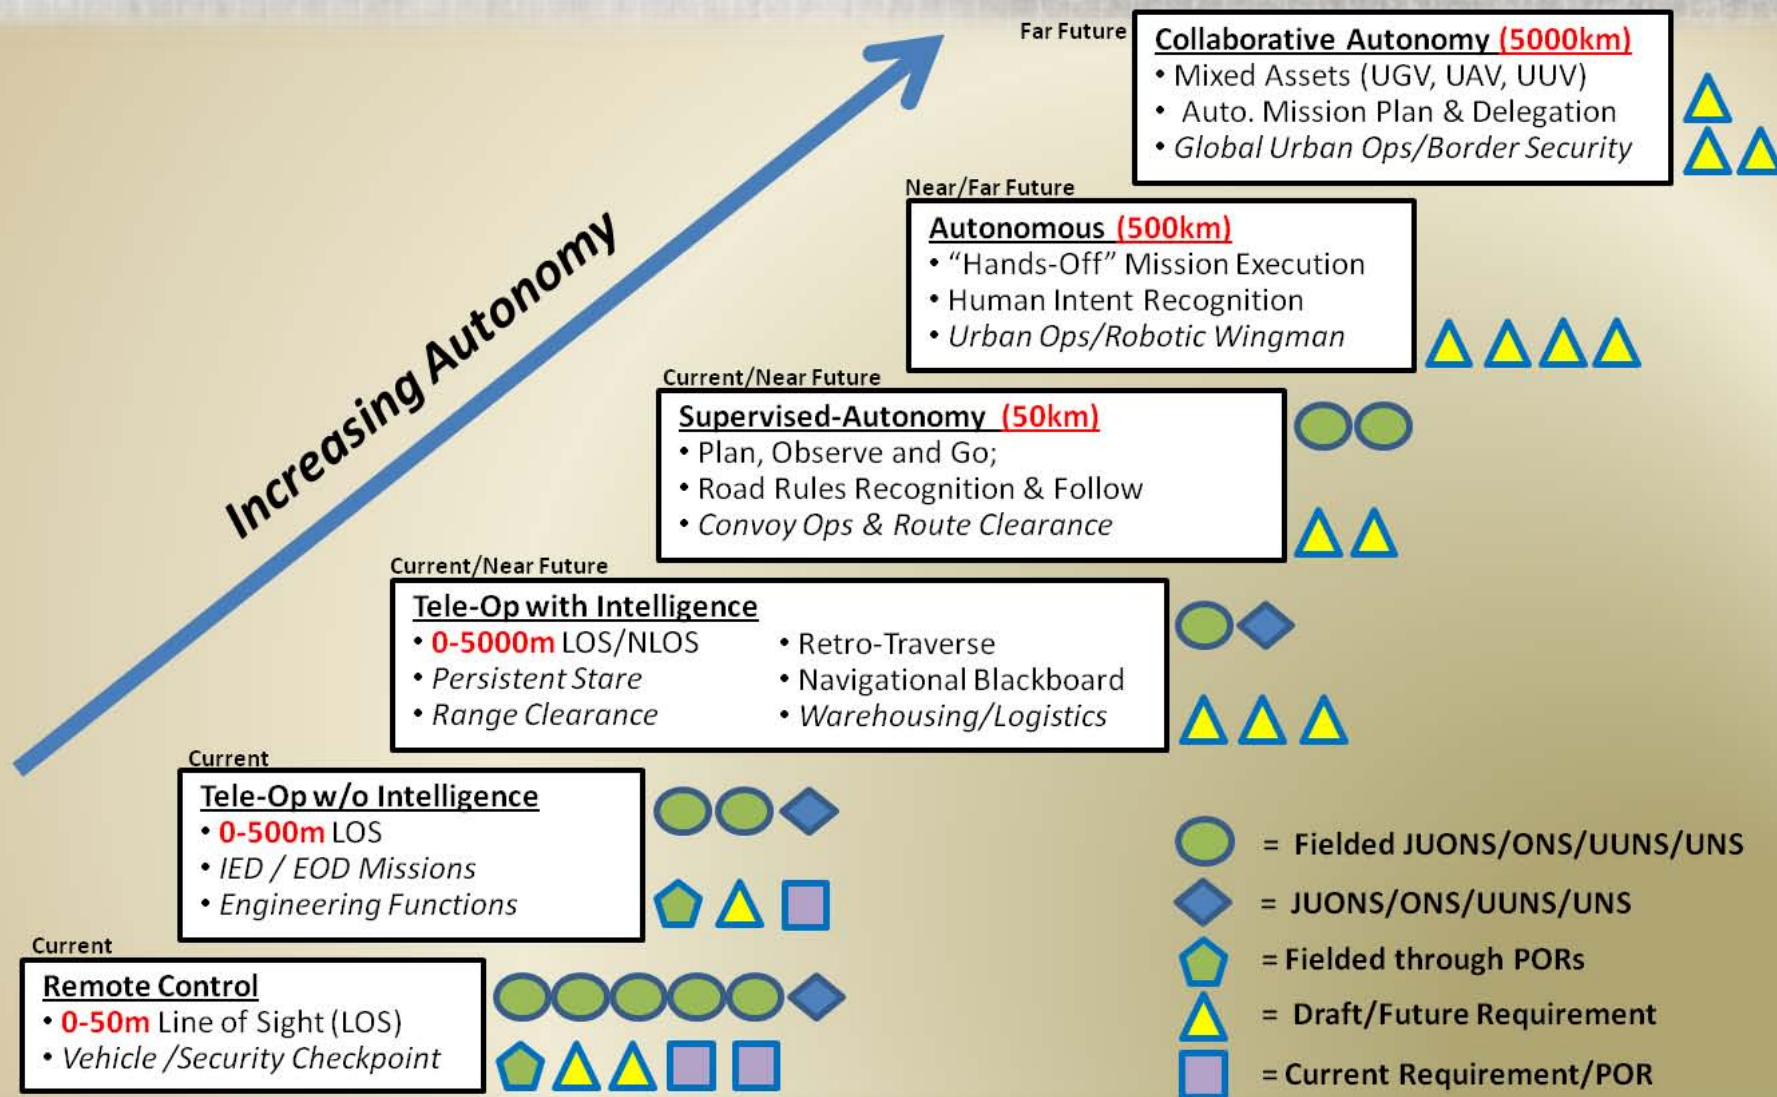 Far Future
Collaborative Autonomy (5000km)
• Mixed Assets (UGV, UAV, UUV)
• Auto. Mission Plan & Delegation
• Global Urban Ops/Border Security
Near/Far Future
Autonomous (500km)
• “Hands-Off” Mission Execution
• Human Intent Recognition
• Urban Ops/Robotic Wingman
Increasing Autonomy
Current/Near Future
Supervised-Autonomy (50km)
• Plan, Observe and Go;
• Road Rules Recognition & Follow
• Convoy Ops & Route Clearance
Current/Near Future
Tele-Op with Intelligence
• 0-5000m LOS/NLOS
• Persistent Stare
• Range Clearance
• Retro-Traverse
• Navigational Blackboard
• Warehousing/Logistics
Current
Tele-Op w/o Intelligence
• 0-500m LOS
• IED / EOD Missions
• Engineering Functions
Current
Remote Control
• 0-50m Line of Sight (LOS)
• Vehicle /Security Checkpoint
= Fielded JUONS/ONS/UUNS/UNS
= JUONS/ONS/UUNS/UNS
= Fielded through PORs
= Draft/Future Requirement
= Current Requirement/POR